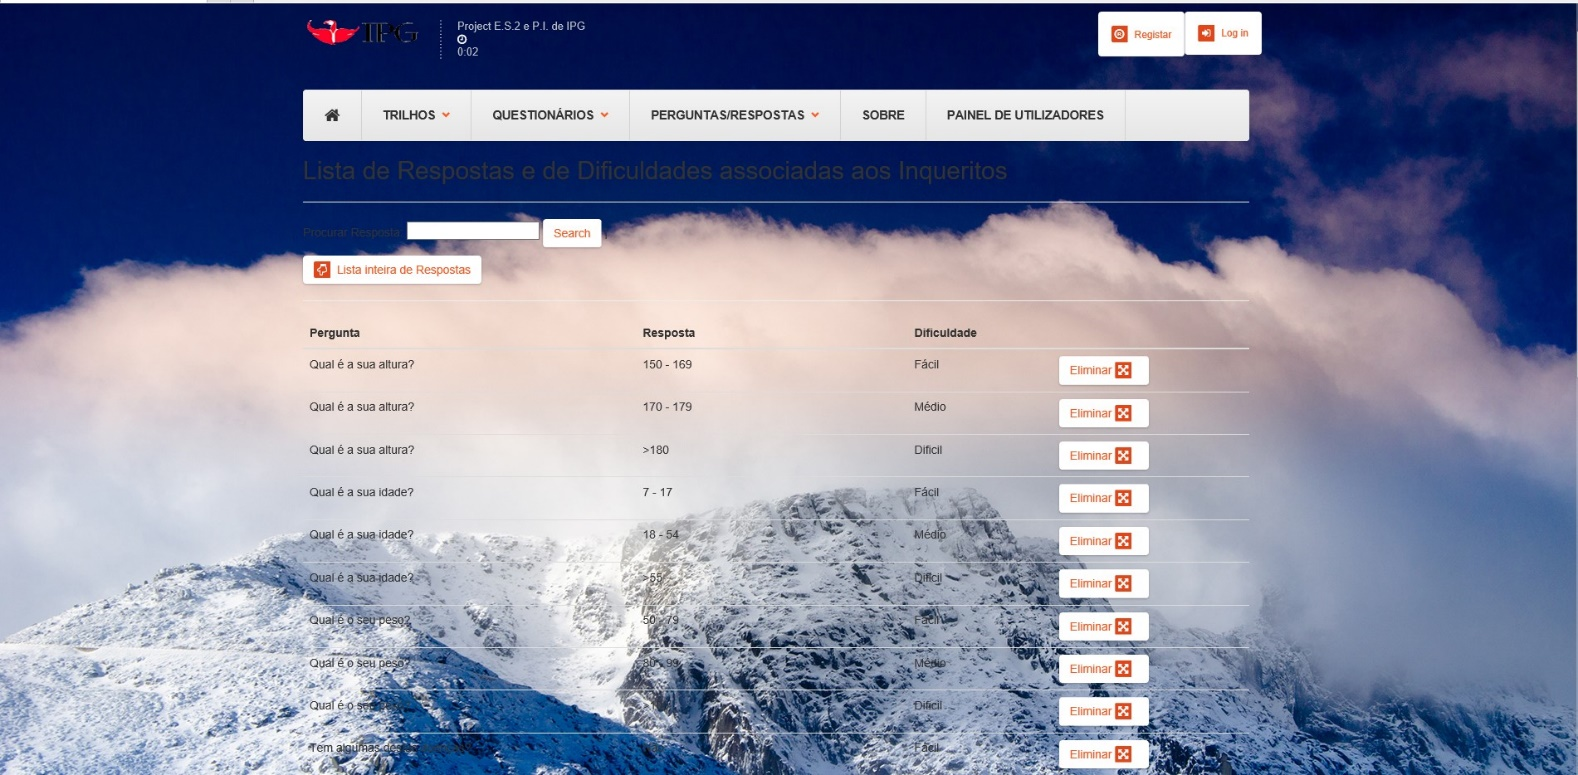 IPG
Project E.S.2 e P.I. de IPG
0:02
Registar
Log in
TRILHOS QUESTIONÁRIOS PERGUNTAS/RESPOSTAS SOBRE PAINEL DE UTILIZADORES
Lista de Respostas e de Dificuldades associadas aos Inqueritos
Procurar Resposta: Search
Lista inteira de Respostas
Pergunta Resposta Dificuldade
Qual é a sua altura? 150 - 169 Fácil Eliminar
Qual é a sua altura? 170 - 179 Médio Eliminar
Qual é a sua altura? >180 Dificil Eliminar
Qual é a sua idade? 7 - 17 Fácil Eliminar
Qual é a sua idade? 18 - 54 Médio Eliminar
Qual é a sua idade? >55 Dificil Eliminar
Qual é o seu peso? 50 - 79 Fácil Eliminar
Qual é o seu peso? 80 - 99 Médio Eliminar
Qual é o Dificil Eliminar
Tem algumas Fácil Eliminar